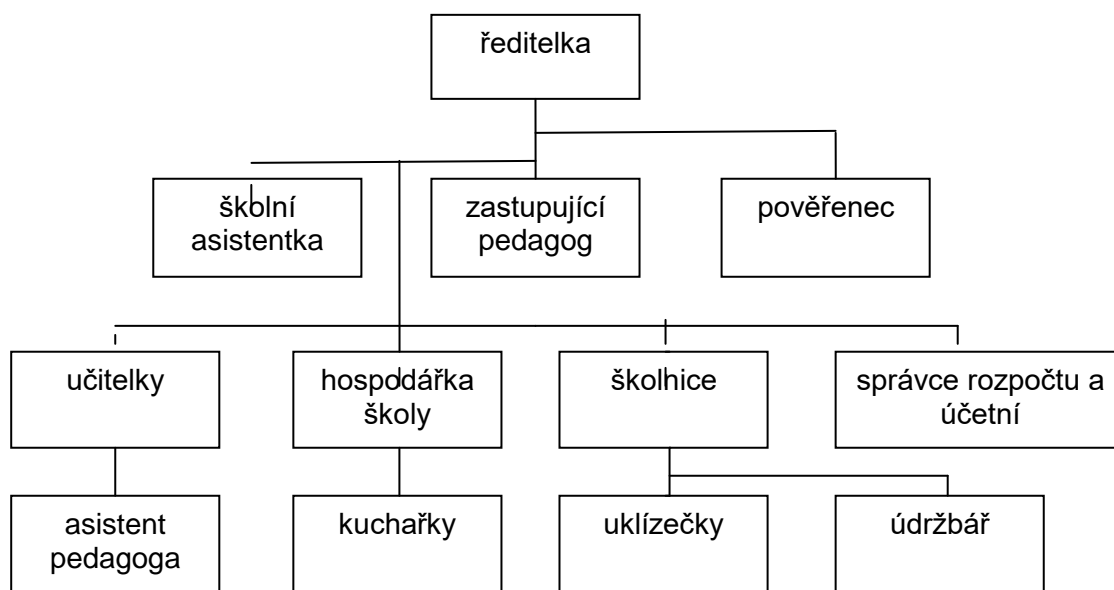 ředitelka
školní
asistentka
zastupující
pedagog
pověřenec
učitelky
hospodářka
školy
školnice
správce rozpočtu a
účetní
asistent
pedagoga
kuchařky
uklízečky
údržbář